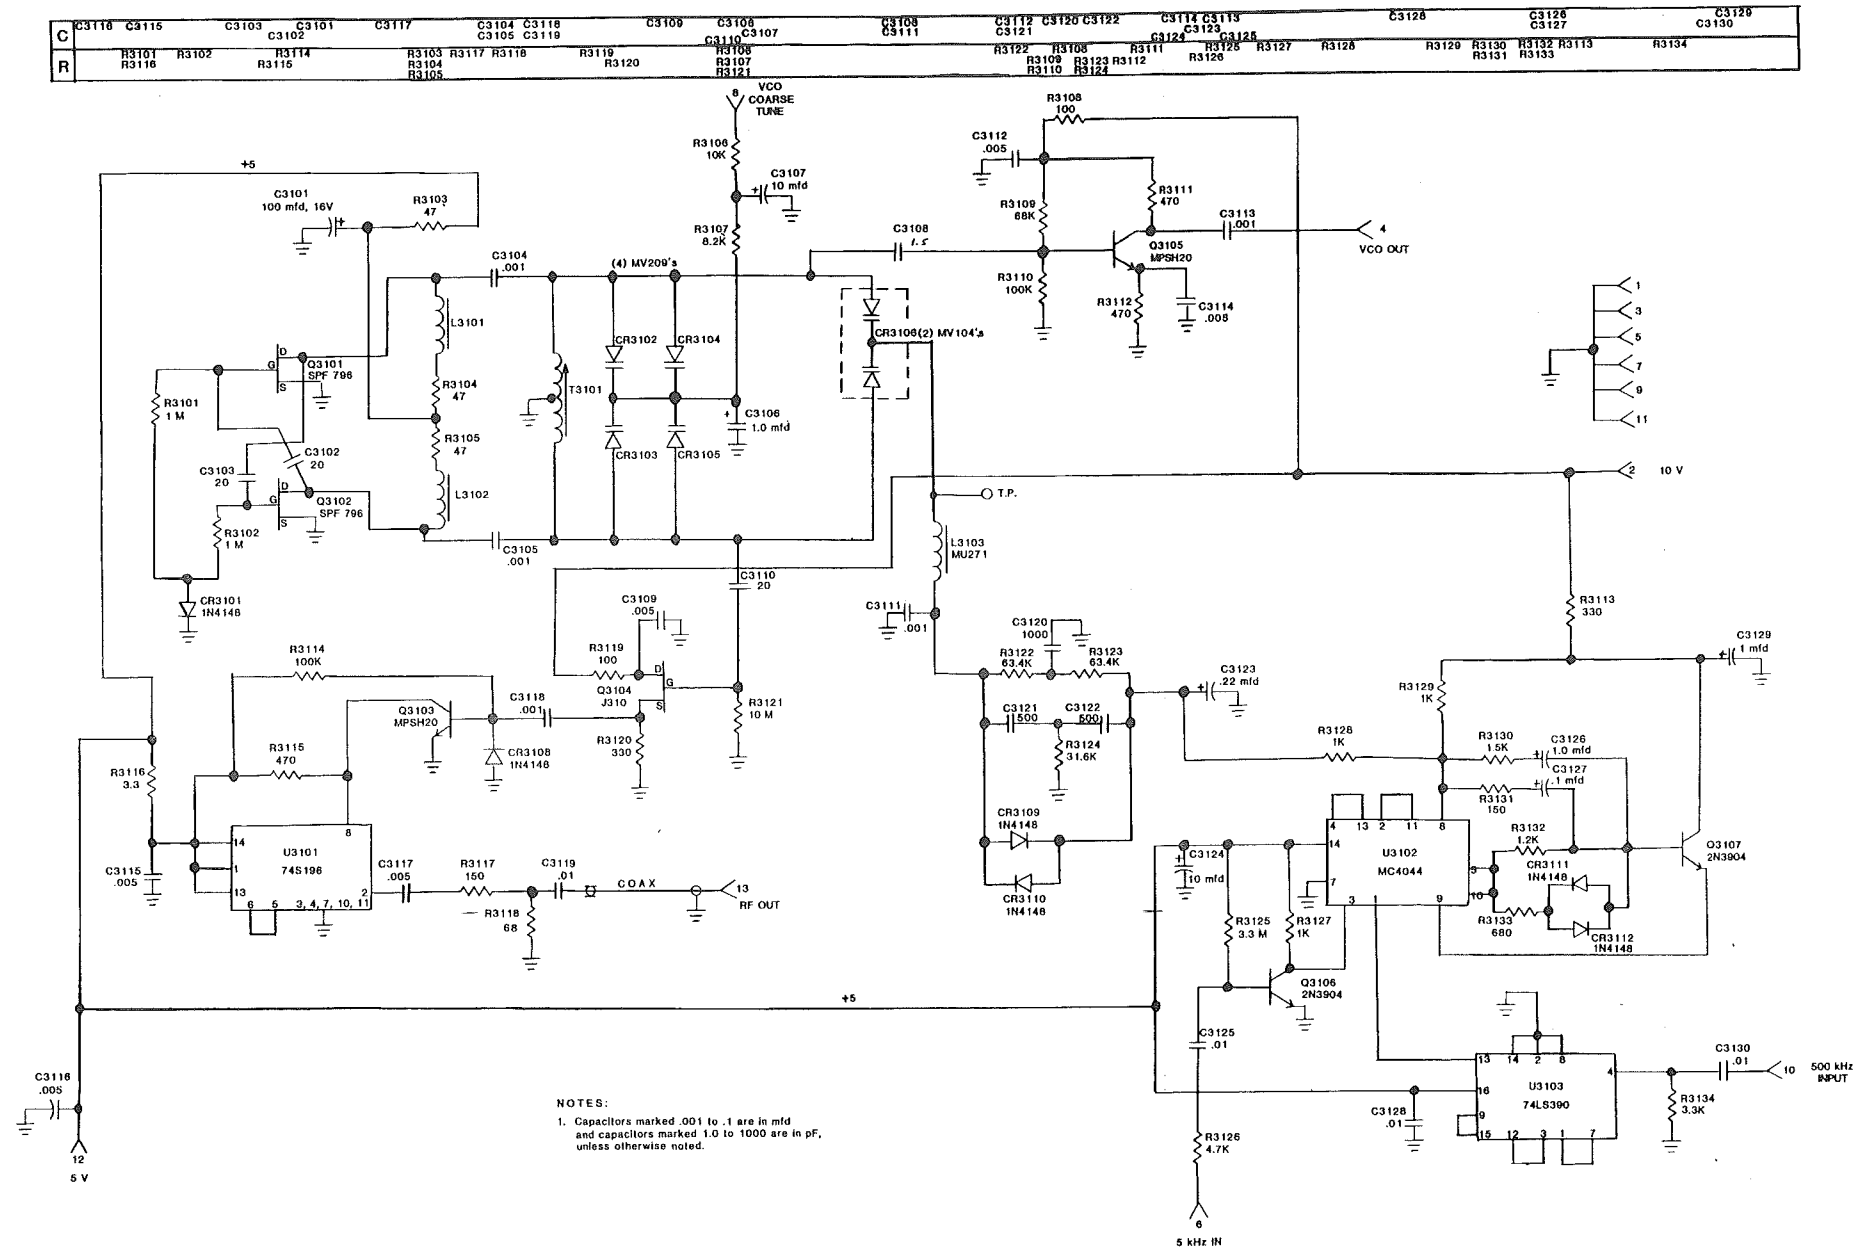 C
C3116 C3115 C3103 C3101 C3117 C3104 C3118 C3109 C3106 C3108 C3112 C3120 C3122 C3114 C3113 C3128 C3126 C3129
C3102 C3105 C3119 C3110 C3107 C3111 C3121 C3124 C3123 C3125 C3127 C3130
R
R3101 R3102 R3114 R3103 R3117 R3118 R3119 R3106 R3122 R3108 R3111 R3125 R3127 R3128 R3129 R3130 R3132 R3113 R3134
R3116 R3115 R3104 R3120 R3107 R3109 R3123 R3112 R3126 R3131 R3133
R3105 R3121 R3110 R3124
8
VCO
COARSE
TUNE
R3106
10K
C3107
+ 10 mfd
R3107
8.2K
R3108
100
C3112
.005
R3111
470
R3109
68K
C3113
.001
4
VCO OUT
C3108
1.5
Q3105
MPSH20
R3110
100K
R3112
470
C3114
.005
+5
C3101
100 mfd, 16V
+
R3103
47
C3104
.001
(4) MV209's
L3101
CR3102
CR3104
CR3106 (2) MV104's
1
3
5
7
9
11
D
G
S
Q3101
SPF 796
R3101
1 M
R3104
47
T3101
+
C3106
1.0 mfd
R3105
47
CR3103
CR3105
C3102
20
C3103
20
L3102
T.P.
2
10 V
D
G
S
Q3102
SPF 796
R3102
1 M
C3105
.001
L3103
MU271
C3110
20
CR3101
1N4148
C3109
.005
C3111
.001
R3113
330
R3114
100K
R3119
100
D
G
S
Q3104
J310
C3120
1000
R3122
63.4K
R3123
63.4K
C3129
+ 1 mfd
C3123
+ .22 mfd
R3129
1K
Q3103
MPSH20
C3118
.001
R3121
10 M
C3121
500
C3122
500
R3115
470
CR3108
1N4148
R3120
330
R3124
31.6K
R3128
1K
R3130
1.5K
C3126
+ 1.0 mfd
C3127
+ .1 mfd
R3131
150
R3116
3.3
CR3109
1N4148
4 13 2 11 8
R3132
1.2K
CR3111
1N4148
Q3107
2N3904
8
14
1
13
U3101
74S196
2
6 5 3, 4, 7, 10, 11
C3115
.005
C3117
.005
R3117
150
C3119
.01
COAX
13
RF OUT
R3118
68
CR3110
1N4148
C3124
+
10 mfd
14
7
U3102
MC4044
5
10
3 1 9
R3133
680
CR3112
1N4148
R3125
3.3 M
R3127
1K
Q3106
2N3904
+5
C3125
.01
13 14 2 8
4
16
U3103
74LS390
9
15
12 3 1 7
C3130
.01
10
500 kHz
INPUT
C3128
.01
R3134
3.3K
C3116
.005
12
5 V
NOTES:
1. Capacitors marked .001 to .1 are in mfd
and capacitors marked 1.0 to 1000 are in pF,
unless otherwise noted.
R3126
4.7K
6
5 kHz IN